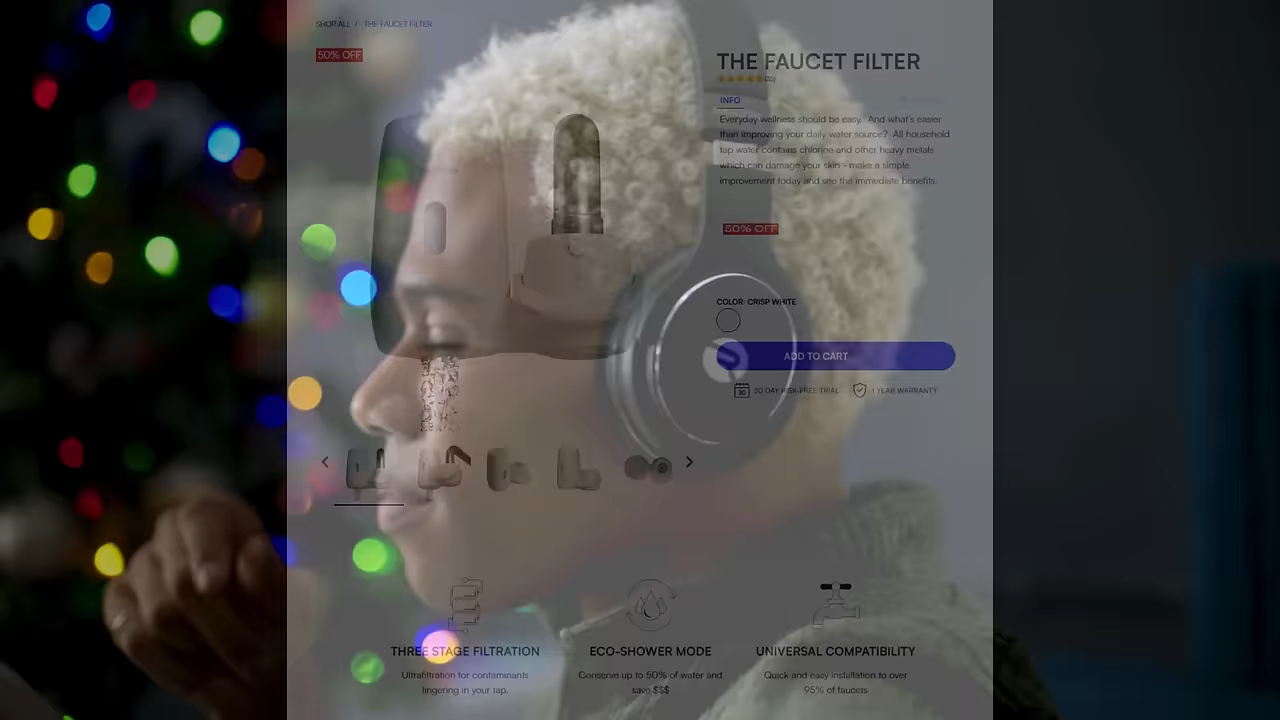 SHOP ALL / THE FAUCET FILTER
50% OFF
THE FAUCET FILTER
INFO
Everyday wellness should be easy. And what's easier
than improving your daily water source? All household
tap water contains chlorine and other heavy metals
which can damage your skin - make a simple
improvement today and see the immediate benefits.
50% OFF
COLOR: CRISP WHITE
ADD TO CART
30
30 DAY RISK-FREE TRIAL
1 YEAR WARRANTY
THREE STAGE FILTRATION
Ultrafiltration for contaminants
lingering in your tap.
ECO-SHOWER MODE
Conserve up to 50% of water and
save $$$
UNIVERSAL COMPATIBILITY
Quick and easy installation to over
95% of faucets